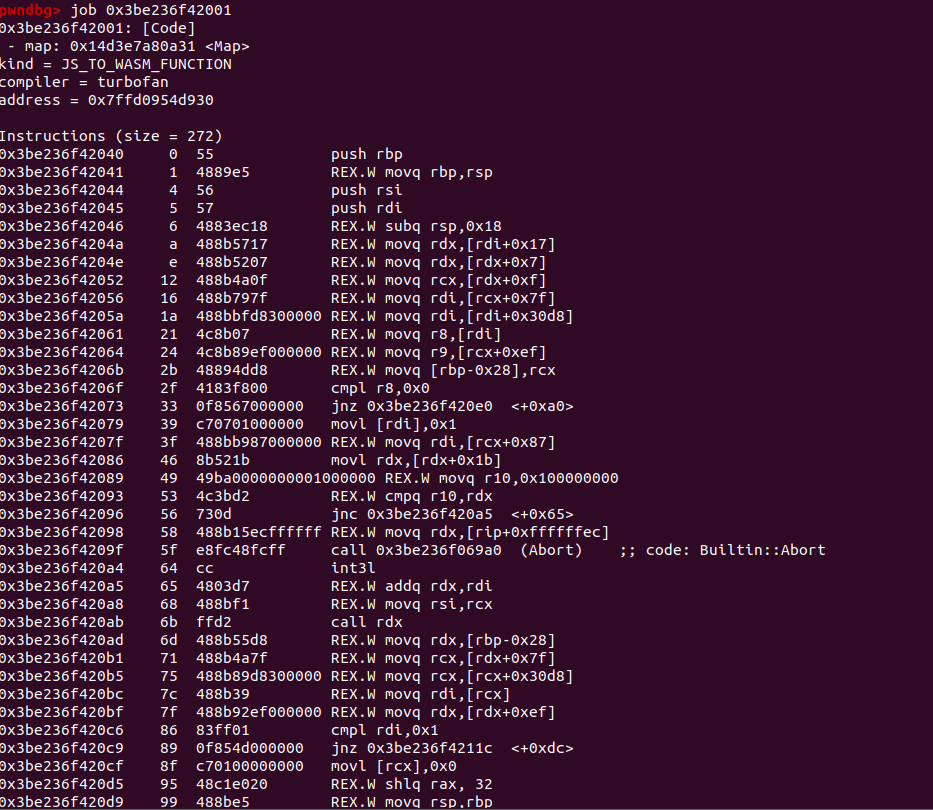 pwndbg> job 0x3be236f42001
0x3be236f42001: [Code]
 - map: 0x14d3e7a80a31 <Map>
kind = JS_TO_WASM_FUNCTION
compiler = turbofan
address = 0x7ffd0954d930

Instructions (size = 272)
0x3be236f42040     0  55             push rbp
0x3be236f42041     1  4889e5         REX.W movq rbp,rsp
0x3be236f42044     4  56             push rsi
0x3be236f42045     5  57             push rdi
0x3be236f42046     6  4883ec18       REX.W subq rsp,0x18
0x3be236f4204a     a  488b5717       REX.W movq rdx,[rdi+0x17]
0x3be236f4204e     e  488b5207       REX.W movq rdx,[rdx+0x7]
0x3be236f42052    12  488b4a0f       REX.W movq rcx,[rdx+0xf]
0x3be236f42056    16  488b797f       REX.W movq rdi,[rcx+0x7f]
0x3be236f4205a    1a  488bbfd8300000 REX.W movq rdi,[rdi+0x30d8]
0x3be236f42061    21  4c8b07         REX.W movq r8,[rdi]
0x3be236f42064    24  4c8b89ef000000 REX.W movq r9,[rcx+0xef]
0x3be236f4206b    2b  48894dd8       REX.W movq [rbp-0x28],rcx
0x3be236f4206f    2f  4183f800       cmpl r8,0x0
0x3be236f42073    33  0f8567000000   jnz 0x3be236f420e0  <+0xa0>
0x3be236f42079    39  c70701000000   movl [rdi],0x1
0x3be236f4207f    3f  488bb987000000 REX.W movq rdi,[rcx+0x87]
0x3be236f42086    46  8b521b         movl rdx,[rdx+0x1b]
0x3be236f42089    49  49ba0000000001000000 REX.W movq r10,0x100000000
0x3be236f42093    53  4c3bd2         REX.W cmpq r10,rdx
0x3be236f42096    56  730d           jnc 0x3be236f420a5  <+0x65>
0x3be236f42098    58  488b15ecffffff REX.W movq rdx,[rip+0xffffffec]
0x3be236f4209f    5f  e8fc48fcff     call 0x3be236f069a0  (Abort)    ;; code: Builtin::Abort
0x3be236f420a4    64  cc             int3l
0x3be236f420a5    65  4803d7         REX.W addq rdx,rdi
0x3be236f420a8    68  488bf1         REX.W movq rsi,rcx
0x3be236f420ab    6b  ffd2           call rdx
0x3be236f420ad    6d  488b55d8       REX.W movq rdx,[rbp-0x28]
0x3be236f420b1    71  488b4a7f       REX.W movq rcx,[rdx+0x7f]
0x3be236f420b5    75  488b89d8300000 REX.W movq rcx,[rcx+0x30d8]
0x3be236f420bc    7c  488b39         REX.W movq rdi,[rcx]
0x3be236f420bf    7f  488b92ef000000 REX.W movq rdx,[rdx+0xef]
0x3be236f420c6    86  83ff01         cmpl rdi,0x1
0x3be236f420c9    89  0f854d000000   jnz 0x3be236f4211c  <+0xdc>
0x3be236f420cf    8f  c70100000000   movl [rcx],0x0
0x3be236f420d5    95  48c1e020       REX.W shlq rax, 32
0x3be236f420d9    99  488be5         REX.W movq rsp,rbp